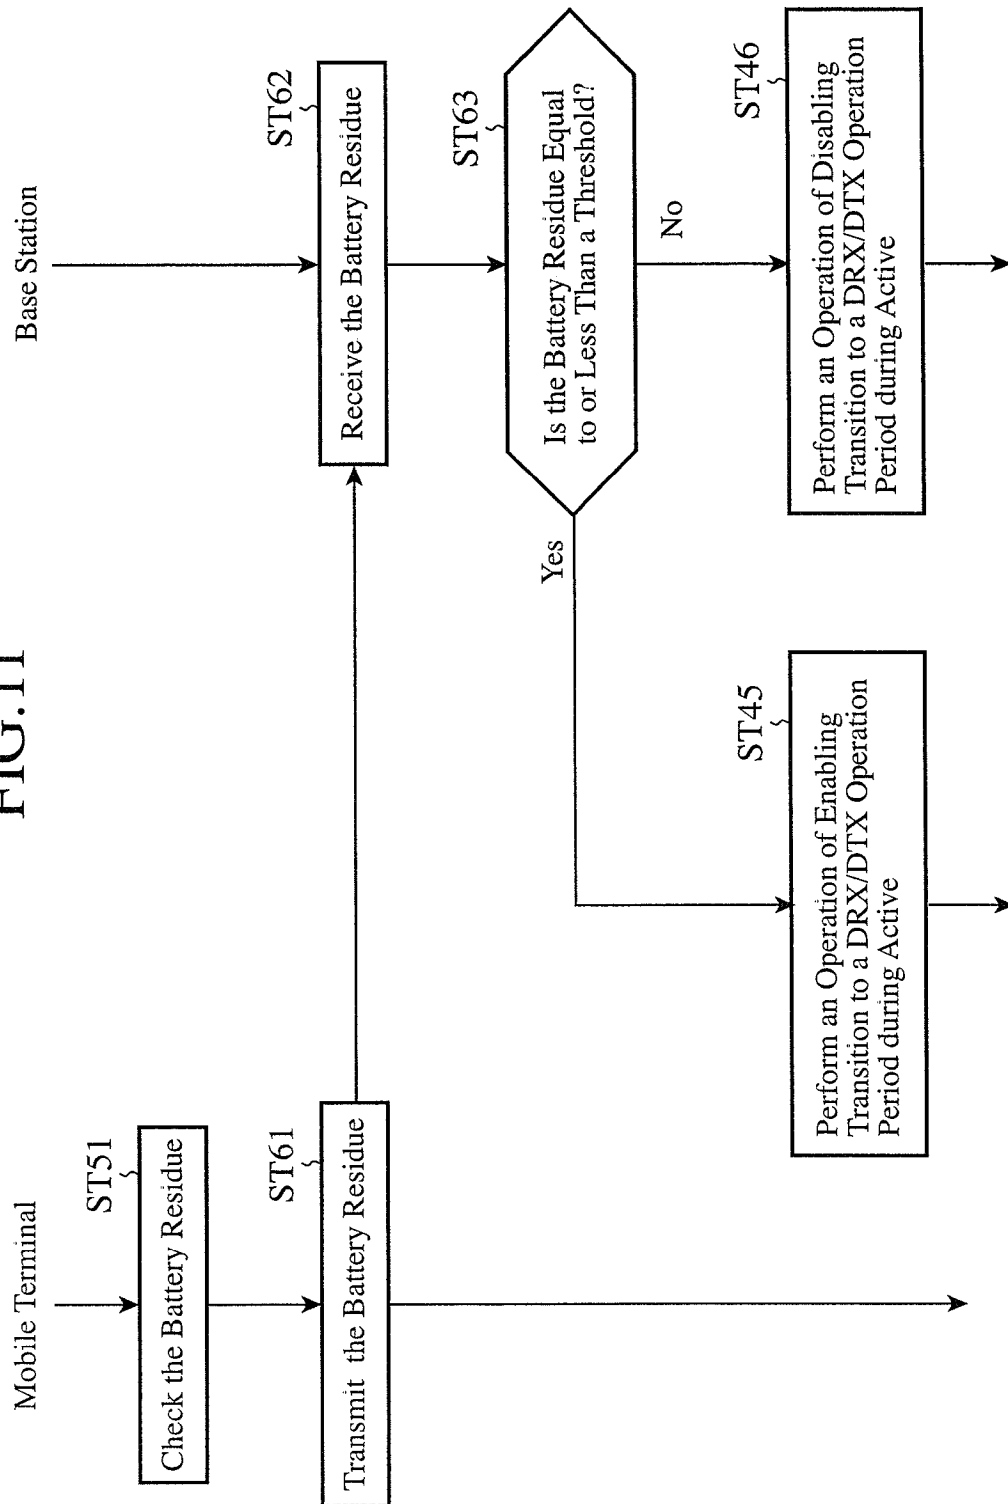 FIG.11
Mobile Terminal
Base Station
ST51
Check the Battery Residue
ST61
Transmit the Battery Residue
ST62
Receive the Battery Residue
ST63
Is the Battery Residue Equal
to or Less Than a Threshold?
Yes
No
ST45
Perform an Operation of Enabling
Transition to a DRX/DTX Operation
Period during Active
ST46
Perform an Operation of Disabling
Transition to a DRX/DTX Operation
Period during Active